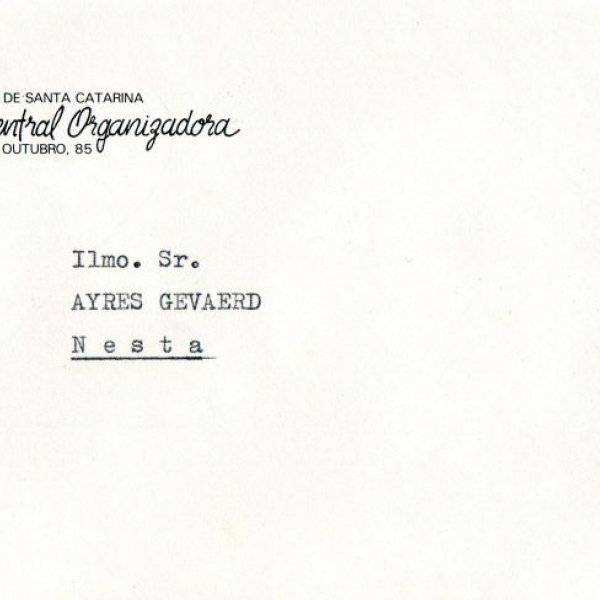 DE SANTA CATARINA
entral Organizadora
OUTUBRO, 85
Ilmo. Sr.
AYRES GEVAERD
N e s t a